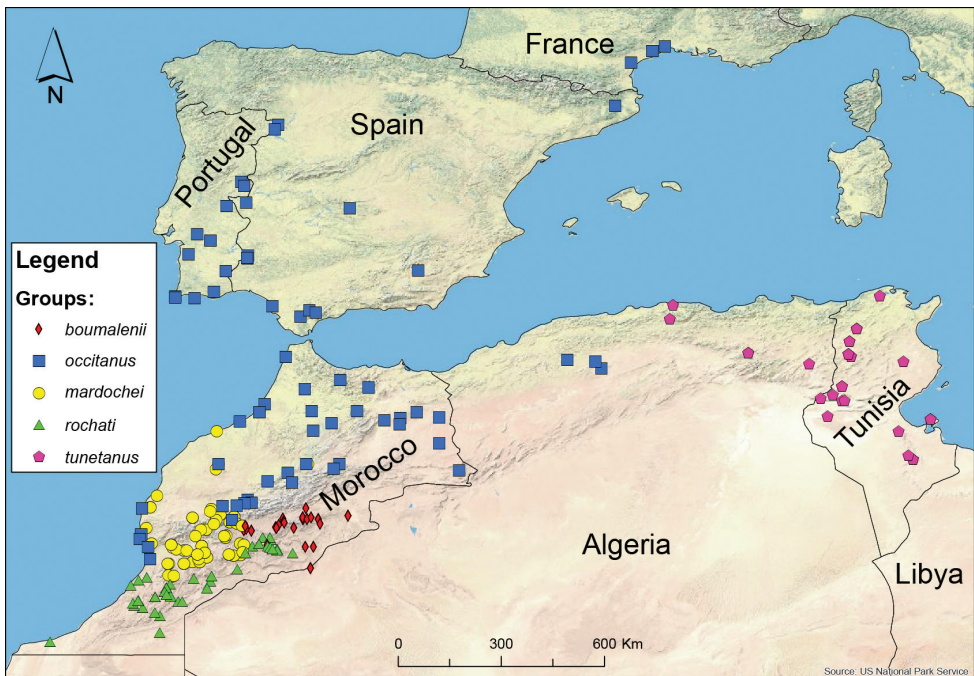 France
N
Spain
Portugal
Legend
Groups:
boumalenii
occitanus
mardochei
rochati
tunetanus
Tunisia
Morocco
Algeria
Libya
0 300 600 Km
Source: US National Park Service